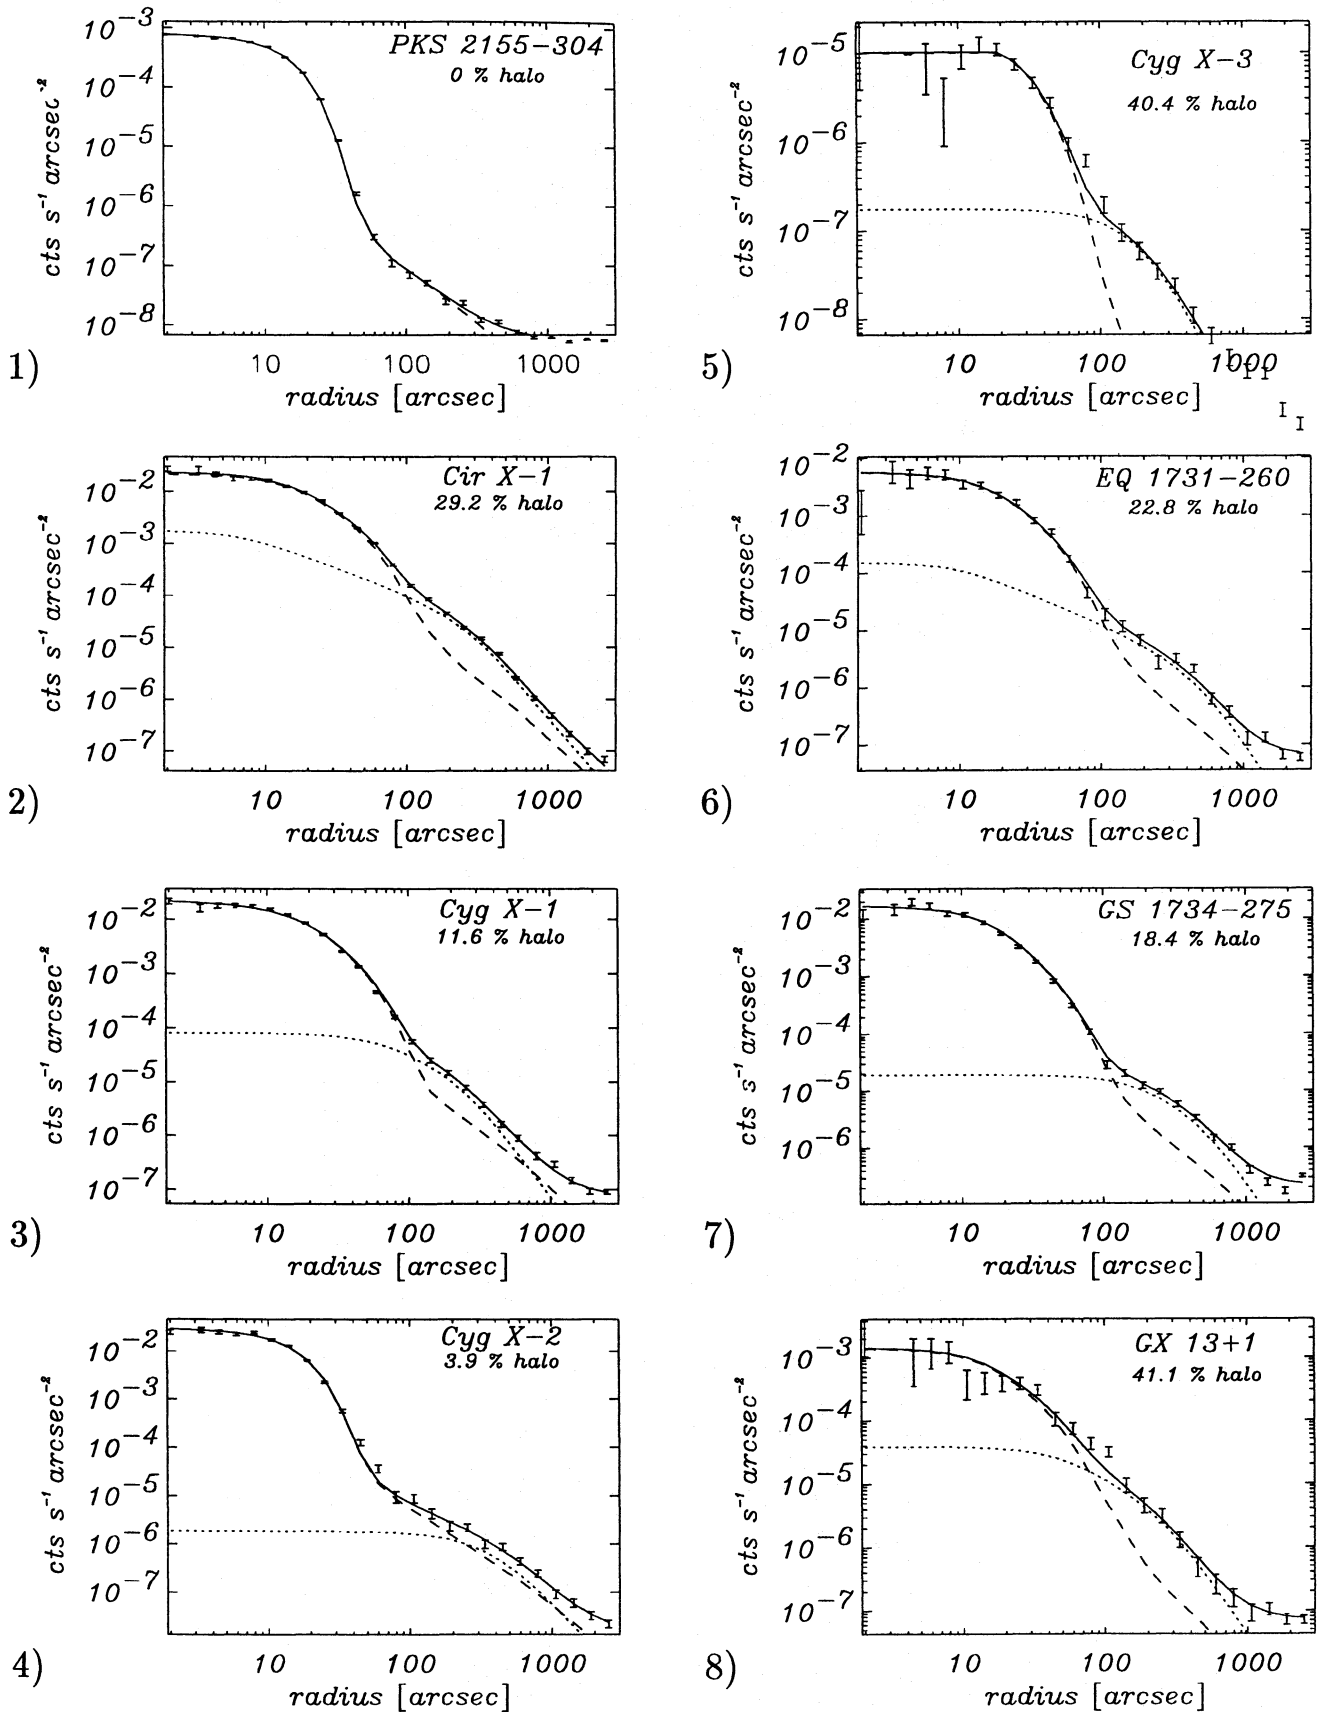 PKS 2155-304
0 % halo
10⁻³
10⁻⁴
10⁻⁵
10⁻⁶
10⁻⁷
10⁻⁸
cts s⁻¹ arcsec⁻²
10 100 1000
radius [arcsec]
1)
Cir X-1
29.2 % halo
10⁻²
10⁻³
10⁻⁴
10⁻⁵
10⁻⁶
10⁻⁷
cts s⁻¹ arcsec⁻²
10 100 1000
radius [arcsec]
2)
Cyg X-1
11.6 % halo
10⁻²
10⁻³
10⁻⁴
10⁻⁵
10⁻⁶
10⁻⁷
cts s⁻¹ arcsec⁻²
10 100 1000
radius [arcsec]
3)
Cyg X-2
3.9 % halo
10⁻²
10⁻³
10⁻⁴
10⁻⁵
10⁻⁶
10⁻⁷
cts s⁻¹ arcsec⁻²
10 100 1000
radius [arcsec]
4)
Cyg X-3
40.4 % halo
10⁻⁵
10⁻⁶
10⁻⁷
10⁻⁸
cts s⁻¹ arcsec⁻²
10 100 1000
radius [arcsec]
5)
EQ 1731-260
22.8 % halo
10⁻²
10⁻³
10⁻⁴
10⁻⁵
10⁻⁶
10⁻⁷
cts s⁻¹ arcsec⁻²
10 100 1000
radius [arcsec]
6)
GS 1734-275
18.4 % halo
10⁻²
10⁻³
10⁻⁴
10⁻⁵
10⁻⁶
cts s⁻¹ arcsec⁻²
10 100 1000
radius [arcsec]
7)
GX 13+1
41.1 % halo
10⁻³
10⁻⁴
10⁻⁵
10⁻⁶
10⁻⁷
cts s⁻¹ arcsec⁻²
10 100 1000
radius [arcsec]
8)